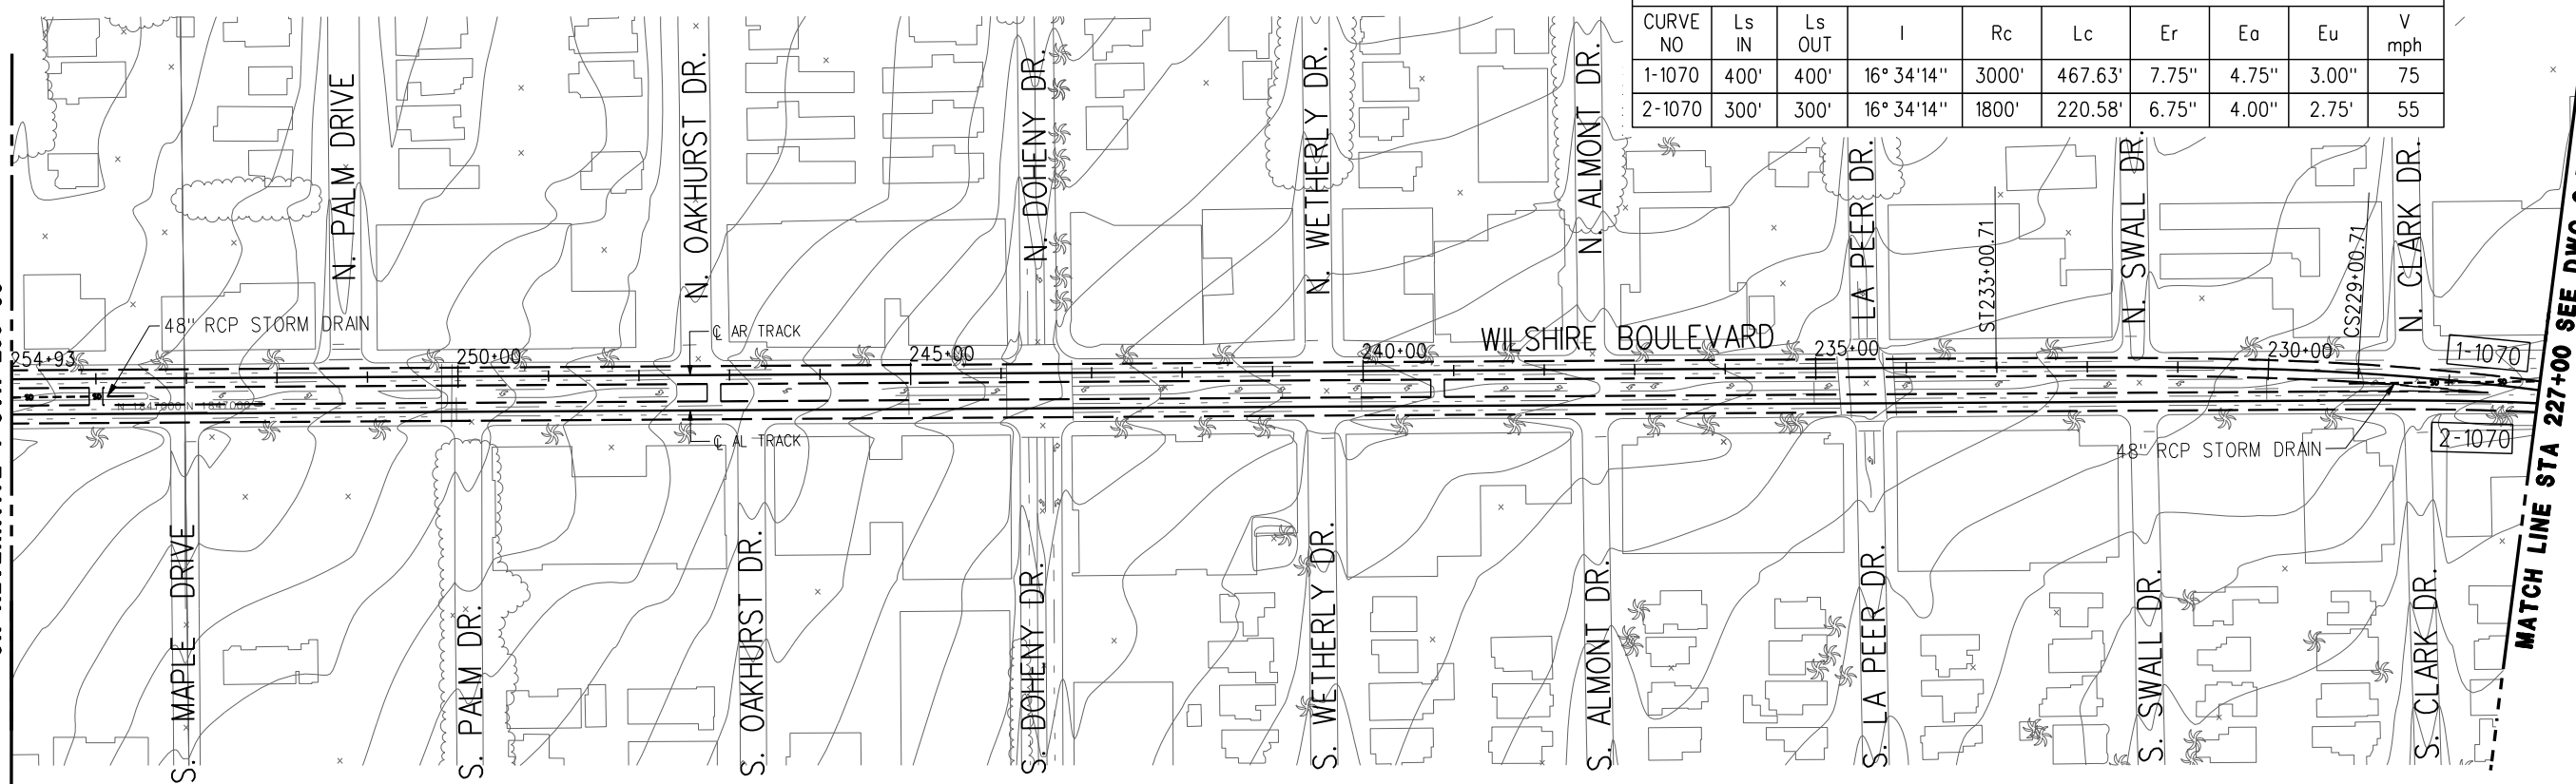 CURVE NO | Ls IN | Ls OUT | I | Rc | Lc | Er | Ea | Eu | V mph
1-1070 | 400' | 400' | 16° 34'14" | 3000' | 467.63' | 7.75" | 4.75" | 3.00" | 75
2-1070 | 300' | 300' | 16° 34'14" | 1800' | 220.58' | 6.75" | 4.00" | 2.75' | 55
N. PALM DRIVE
N. OAKHURST DR.
N. DOHENY DR.
N. WETHERLY DR.
N. ALMONT DR.
LA PEER DR.
N. SWALL DR.
N. CLARK DR.
ST233+00.71
CS229+00.71
48" RCP STORM DRAIN
℄ AR TRACK
WILSHIRE BOULEVARD
254+93
250+00
245+00
240+00
235+00
230+00
1-1070
℄ AL TRACK
2-1070
48" RCP STORM DRAIN
MATCH LINE STA 227+00 SEE DWG
S. MAPLE DRIVE
S. PALM DR.
S. OAKHURST DR.
S. DOHENY DR.
S. WETHERLY DR.
S. ALMONT DR.
S. LA PEER DR.
S. SWALL DR.
S. CLARK DR.